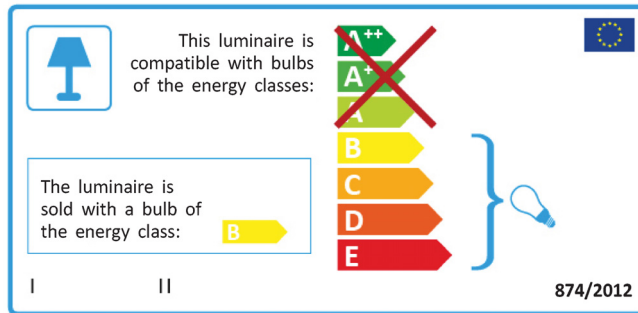 This luminaire is
compatible with bulbs
of the energy classes:
A++
A+
A
B
C
D
E
The luminaire is
sold with a bulb of
the energy class:
B
I II
874/2012